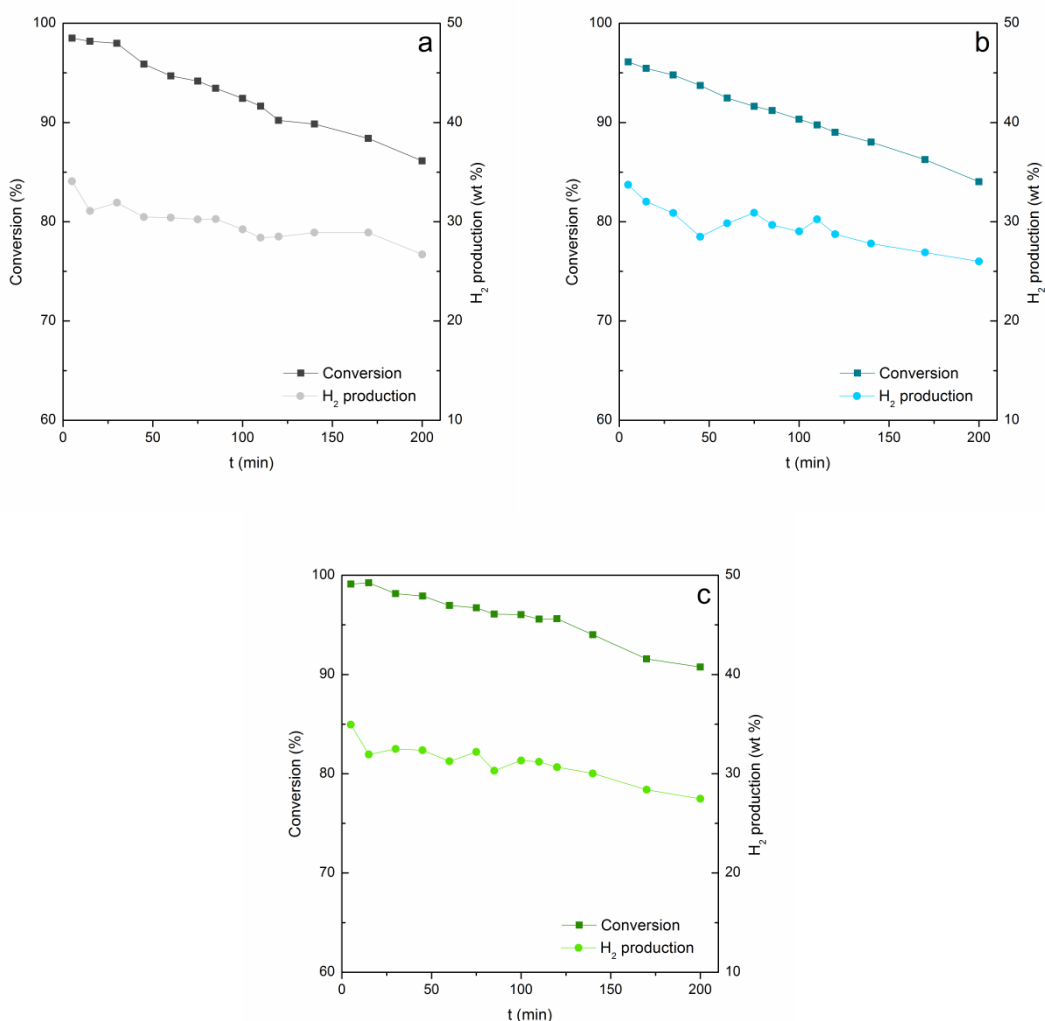 a
100
90
80
70
60
Conversion (%)
50
40
30
20
10
H₂ production (wt %)
Conversion
H₂ production
0
50
100
150
200
t (min)
b
100
90
80
70
60
Conversion (%)
50
40
30
20
10
H₂ production (wt %)
Conversion
H₂ production
0
50
100
150
200
t (min)
c
100
90
80
70
60
Conversion (%)
50
40
30
20
10
H₂ production (wt %)
Conversion
H₂ production
0
50
100
150
200
t (min)